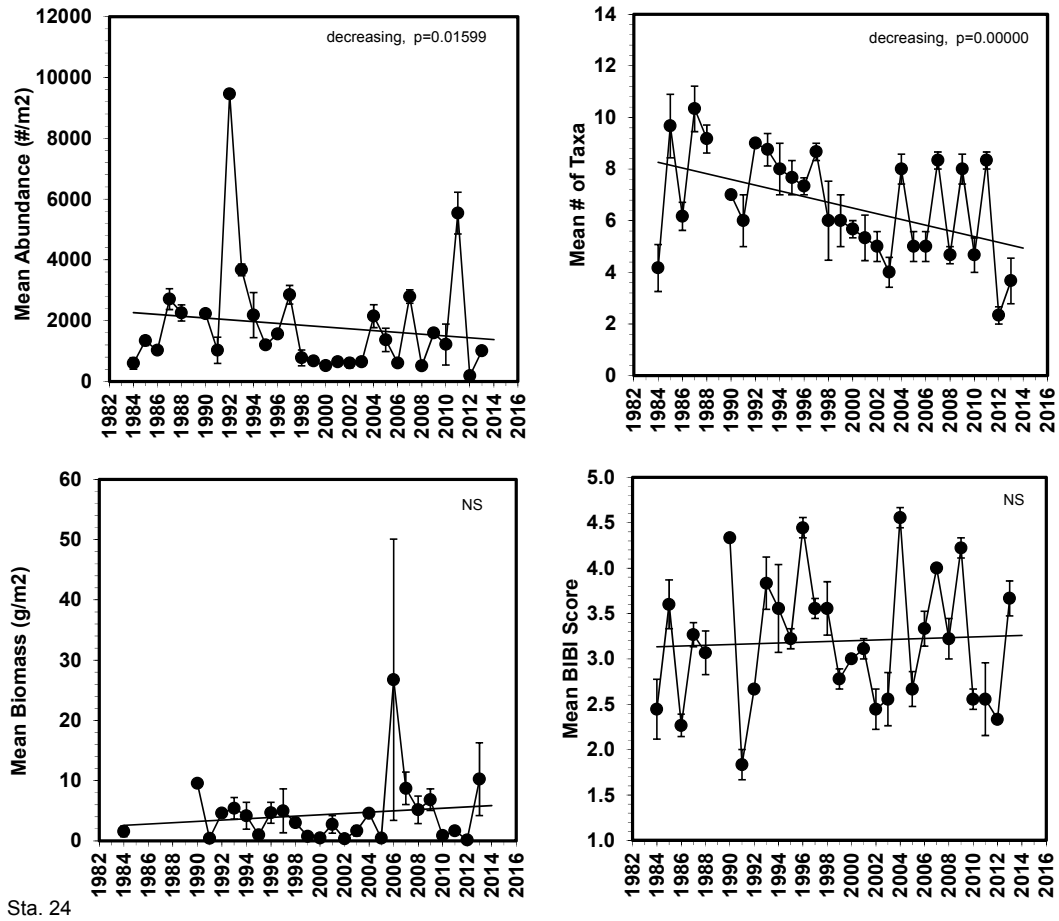 12000
10000
8000
6000
4000
2000
0
Mean Abundance (#/m2)
decreasing, p=0.01599
1982 1984 1986 1988 1990 1992 1994 1996 1998 2000 2002 2004 2006 2008 2010 2012 2014 2016
14
12
10
8
6
4
2
0
Mean # of Taxa
decreasing, p=0.00000
1982 1984 1986 1988 1990 1992 1994 1996 1998 2000 2002 2004 2006 2008 2010 2012 2014 2016
60
50
40
30
20
10
0
Mean Biomass (g/m2)
NS
1982 1984 1986 1988 1990 1992 1994 1996 1998 2000 2002 2004 2006 2008 2010 2012 2014 2016
5.0
4.5
4.0
3.5
3.0
2.5
2.0
1.5
1.0
Mean BIBI Score
NS
1982 1984 1986 1988 1990 1992 1994 1996 1998 2000 2002 2004 2006 2008 2010 2012 2014 2016
Sta. 24